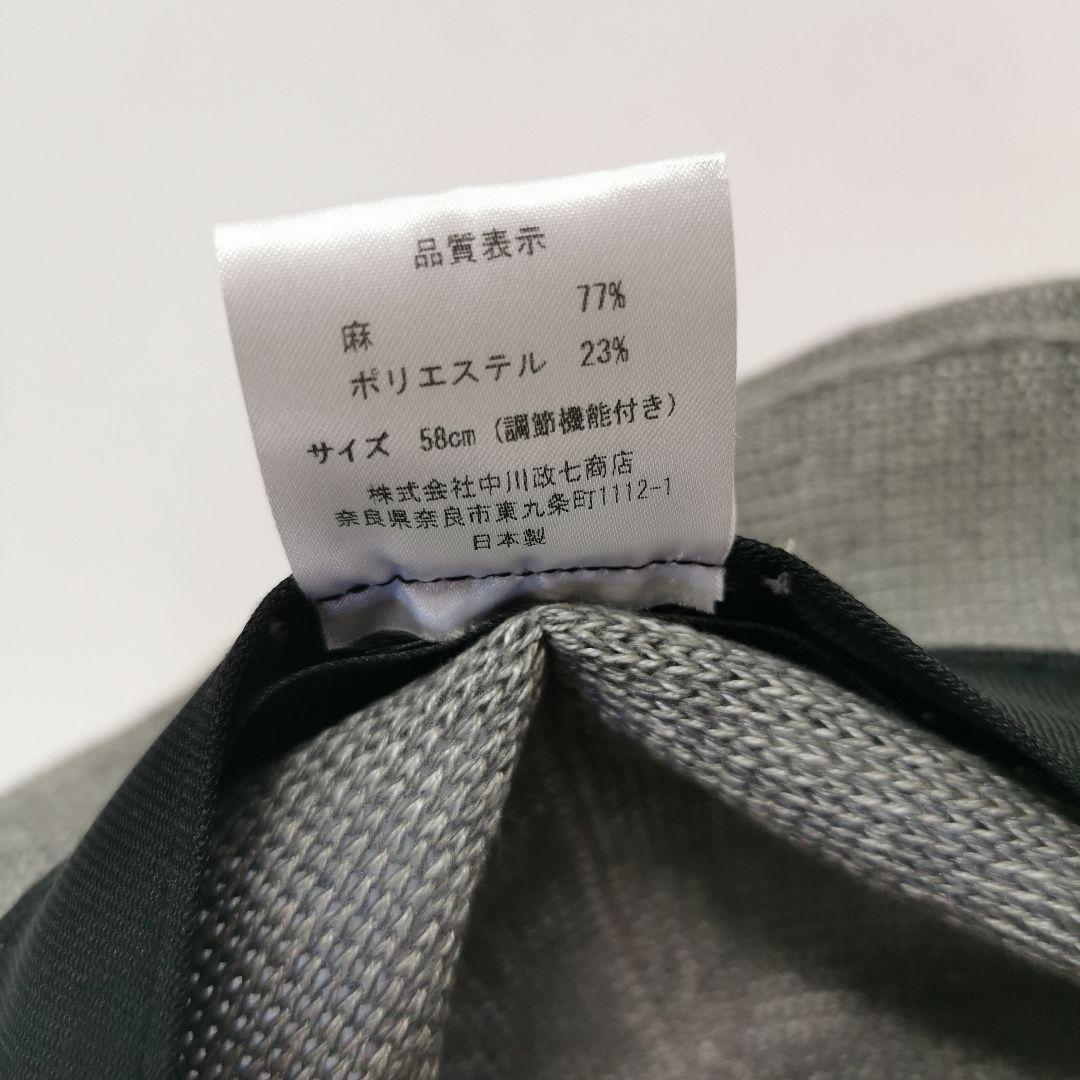 品質表示
麻 77%
ポリエステル 23%
サイズ 58cm (調節機能付き)
株式会社中川政七商店
奈良県奈良市東九条町1112-1
日本製